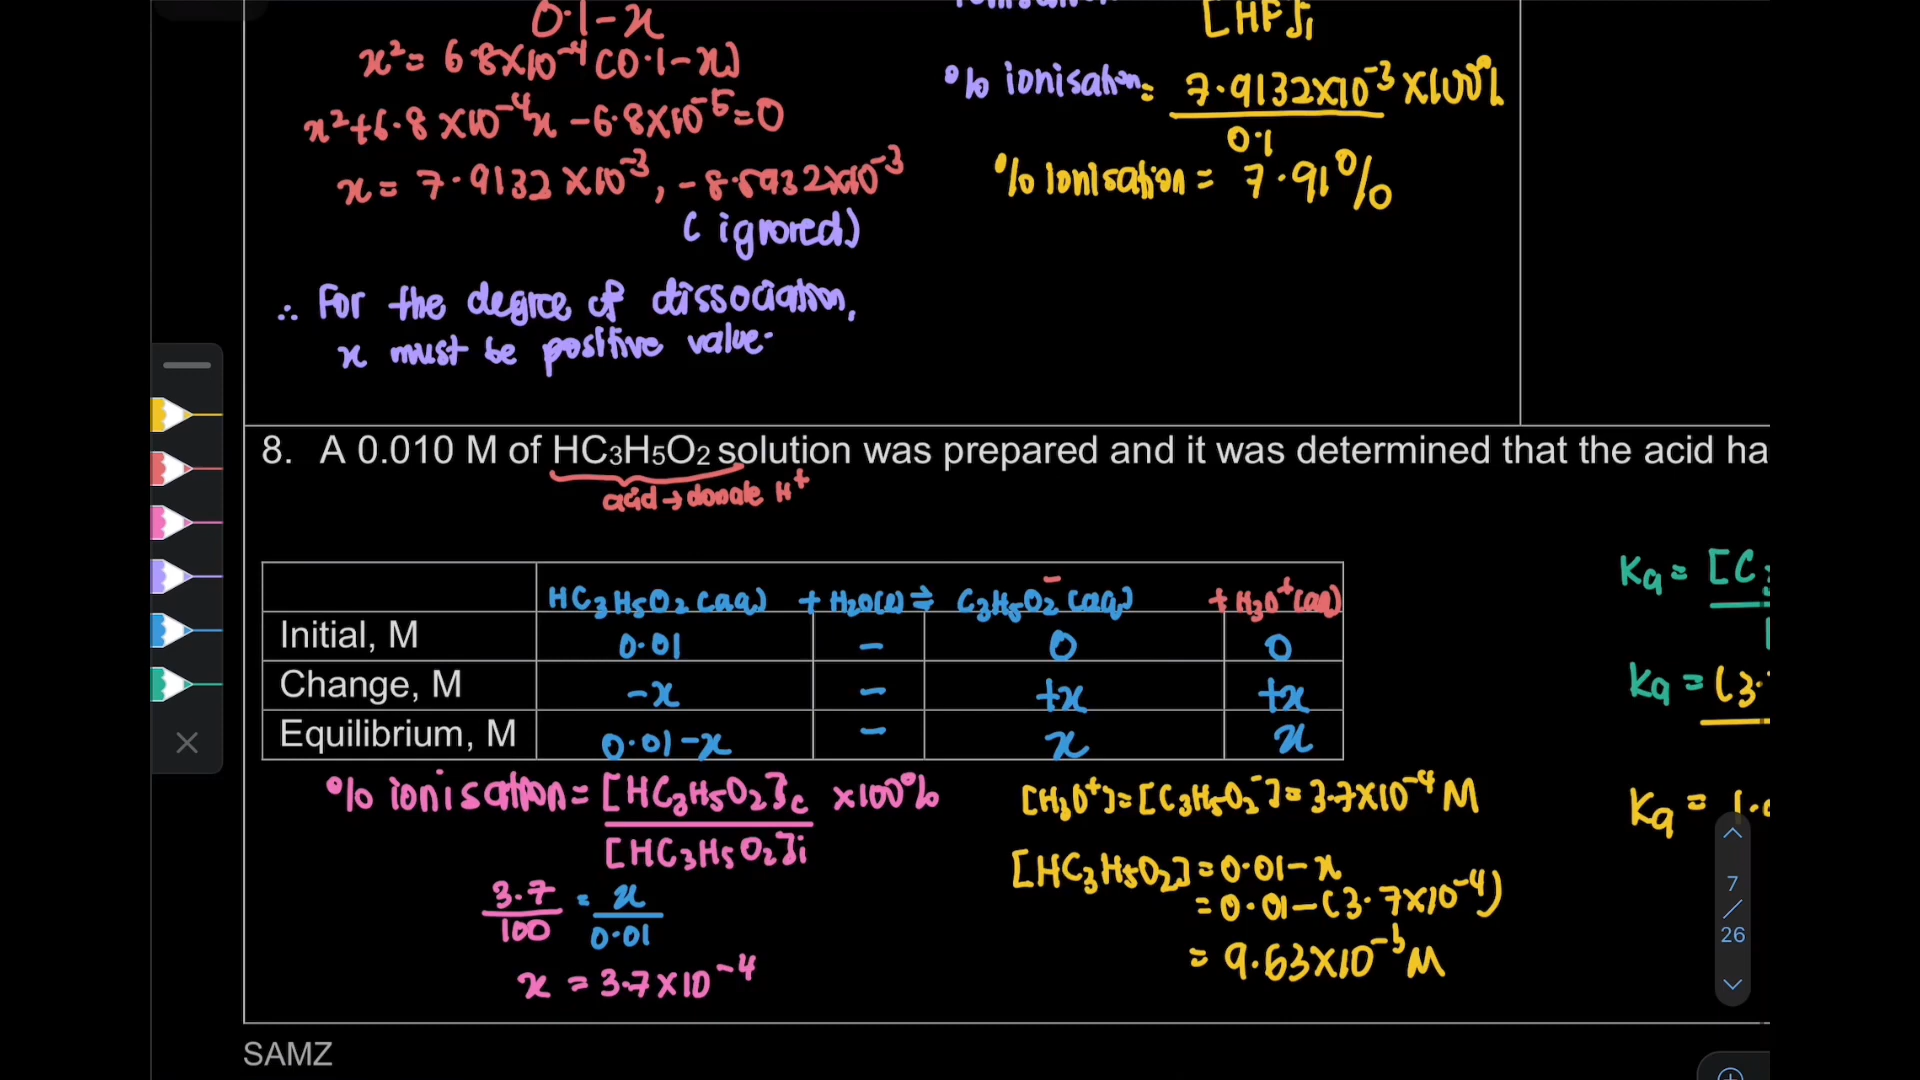 0.1-x
x²= 6.8x10⁻⁴(0.1-x)
x²+6.8x10⁻⁴x -6.8x10⁻⁵=0
x= 7.9132x10⁻³, -8.5932x10⁻³
(ignored)
∴ For the degree of dissociation,
x must be positive value.
[HF]i
% ionisation= 7.9132x10⁻³ x100%
0.1
% Ionisation = 7.91%
8. A 0.010 M of HC3H5O2 solution was prepared and it was determined that the acid ha
acid → donate H⁺
HC₃H₅O₂(aq) + H₂O(l) ⇌ C₃H₅O₂⁻(aq) + H₃O⁺(aq)
Initial, M 0.01 - 0 0
Change, M -x - +x +x
Equilibrium, M 0.01-x - x x
% ionisation= [HC₃H₅O₂]c x100%
[HC₃H₅O₂]i
3.7 = x
100 0.01
x = 3.7x10⁻⁴
[H₃O⁺]=[C₃H₅O₂⁻]=3.7x10⁻⁴ M
[HC₃H₅O₂]=0.01-x
=0.01-(3.7x10⁻⁴)
= 9.63x10⁻³M
Ka = [C₃
Ka = (3.7
Ka = 1.
7
/
26
SAMZ